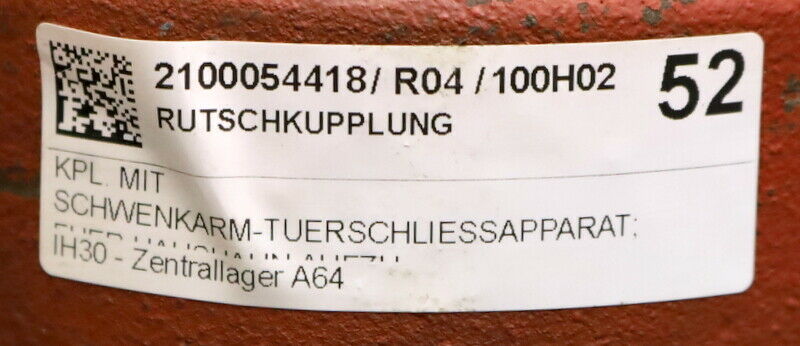 2100054418/ R04 /100H02
52
RUTSCHKUPPLUNG
KPL. MIT
SCHWENKARM-TUERSCHLIESSAPPARAT:
IH30 - Zentrallager A64